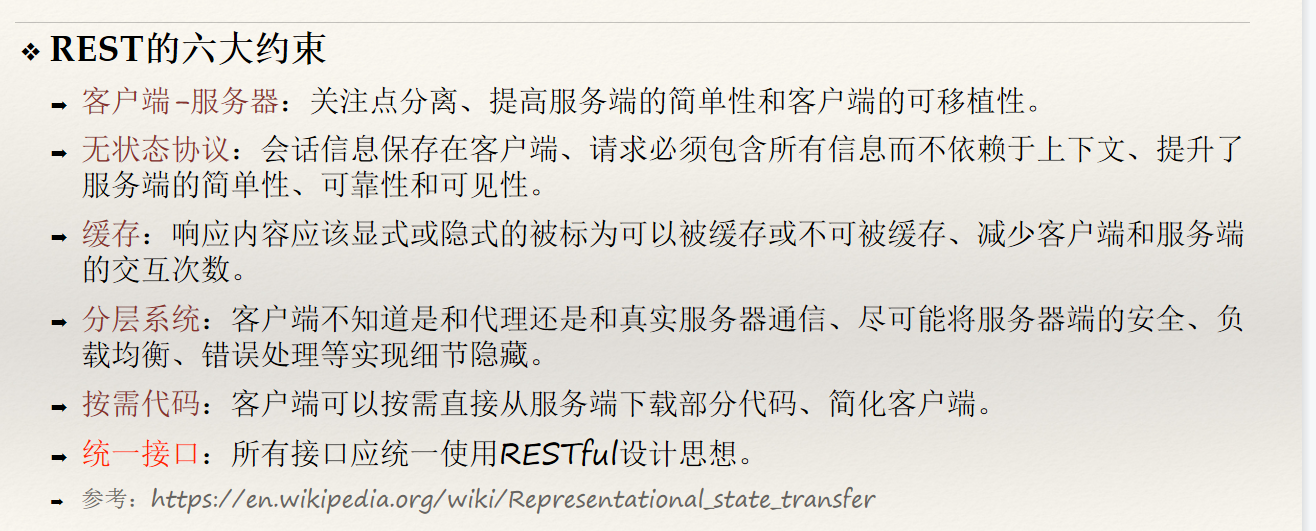 ❖ REST的六大约束
➡ 客户端-服务器：关注点分离、提高服务端的简单性和客户端的可移植性。
➡ 无状态协议：会话信息保存在客户端、请求必须包含所有信息而不依赖于上下文、提升了
服务端的简单性、可靠性和可见性。
➡ 缓存：响应内容应该显式或隐式的被标为可以被缓存或不可被缓存、减少客户端和服务端
的交互次数。
➡ 分层系统：客户端不知道是和代理还是和真实服务器通信、尽可能将服务器端的安全、负
载均衡、错误处理等实现细节隐藏。
➡ 按需代码：客户端可以按需直接从服务端下载部分代码、简化客户端。
➡ 统一接口：所有接口应统一使用RESTful设计思想。
➡ 参考：https://en.wikipedia.org/wiki/Representational_state_transfer